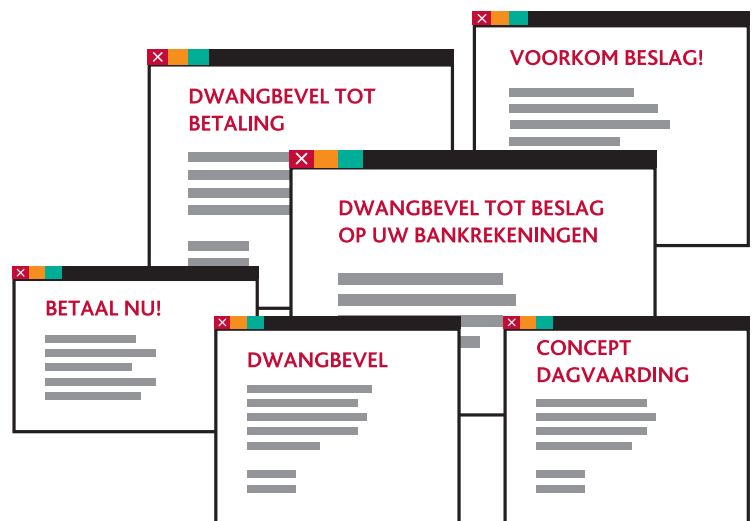 VOORKOM BESLAG!
DWANGBEVEL TOT
BETALING
DWANGBEVEL TOT BESLAG
OP UW BANKREKENINGEN
BETAAL NU!
DWANGBEVEL
CONCEPT
DAGVAARDING